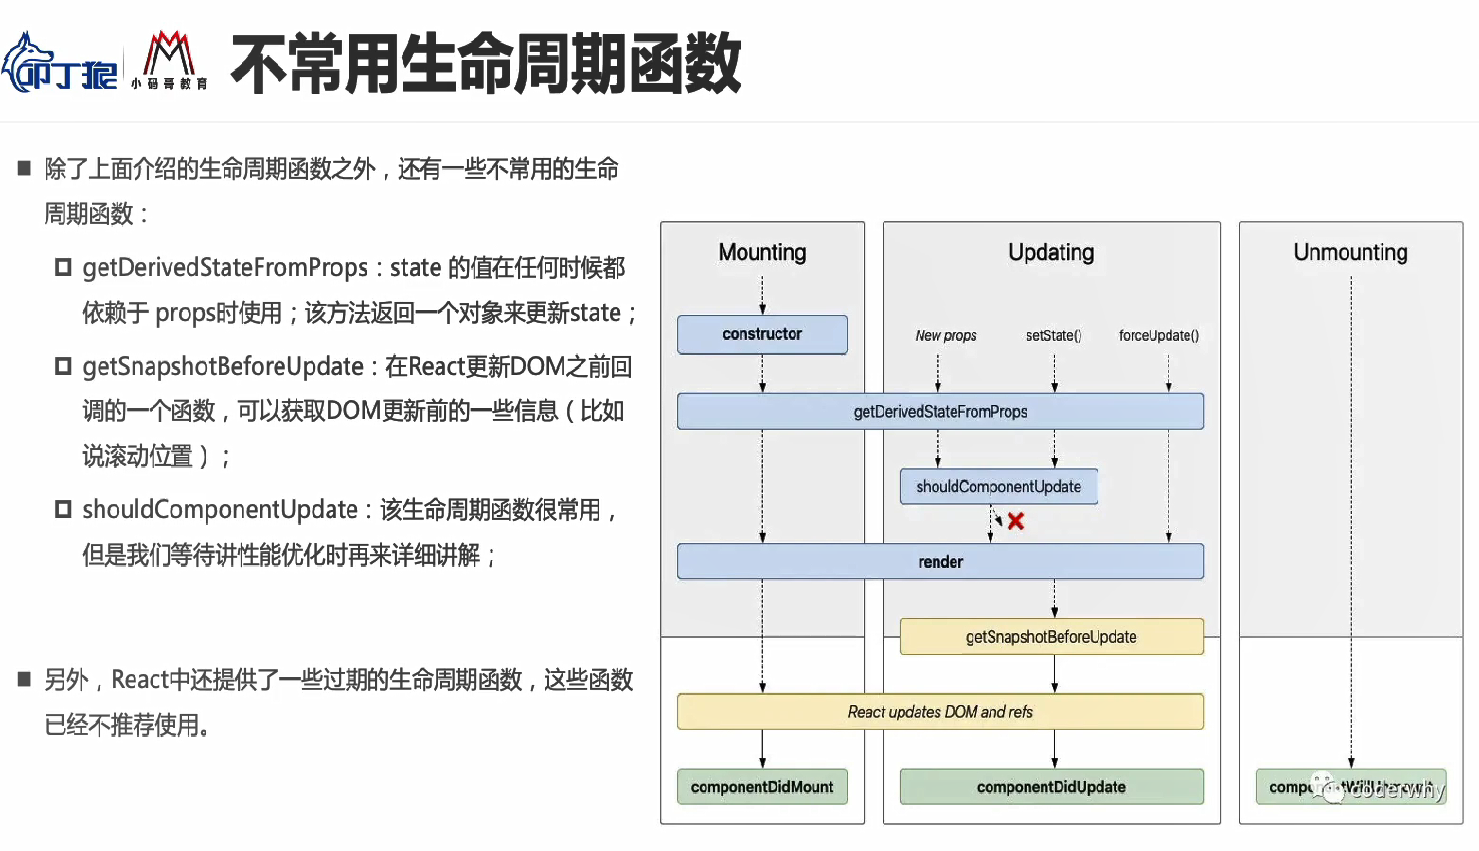 叩丁狼
小码哥教育
不常用生命周期函数
除了上面介绍的生命周期函数之外，还有一些不常用的生命
周期函数：
getDerivedStateFromProps：state 的值在任何时候都
依赖于 props时使用；该方法返回一个对象来更新state；
getSnapshotBeforeUpdate：在React更新DOM之前回
调的一个函数，可以获取DOM更新前的一些信息（比如
说滚动位置）；
shouldComponentUpdate：该生命周期函数很常用，
但是我们等待讲性能优化时再来详细讲解；
另外，React中还提供了一些过期的生命周期函数，这些函数
已经不推荐使用。
Mounting
Updating
Unmounting
constructor
New props
setState()
forceUpdate()
getDerivedStateFromProps
shouldComponentUpdate
render
getSnapshotBeforeUpdate
React updates DOM and refs
componentDidMount
componentDidUpdate
componentWillUnmount
coderwhy